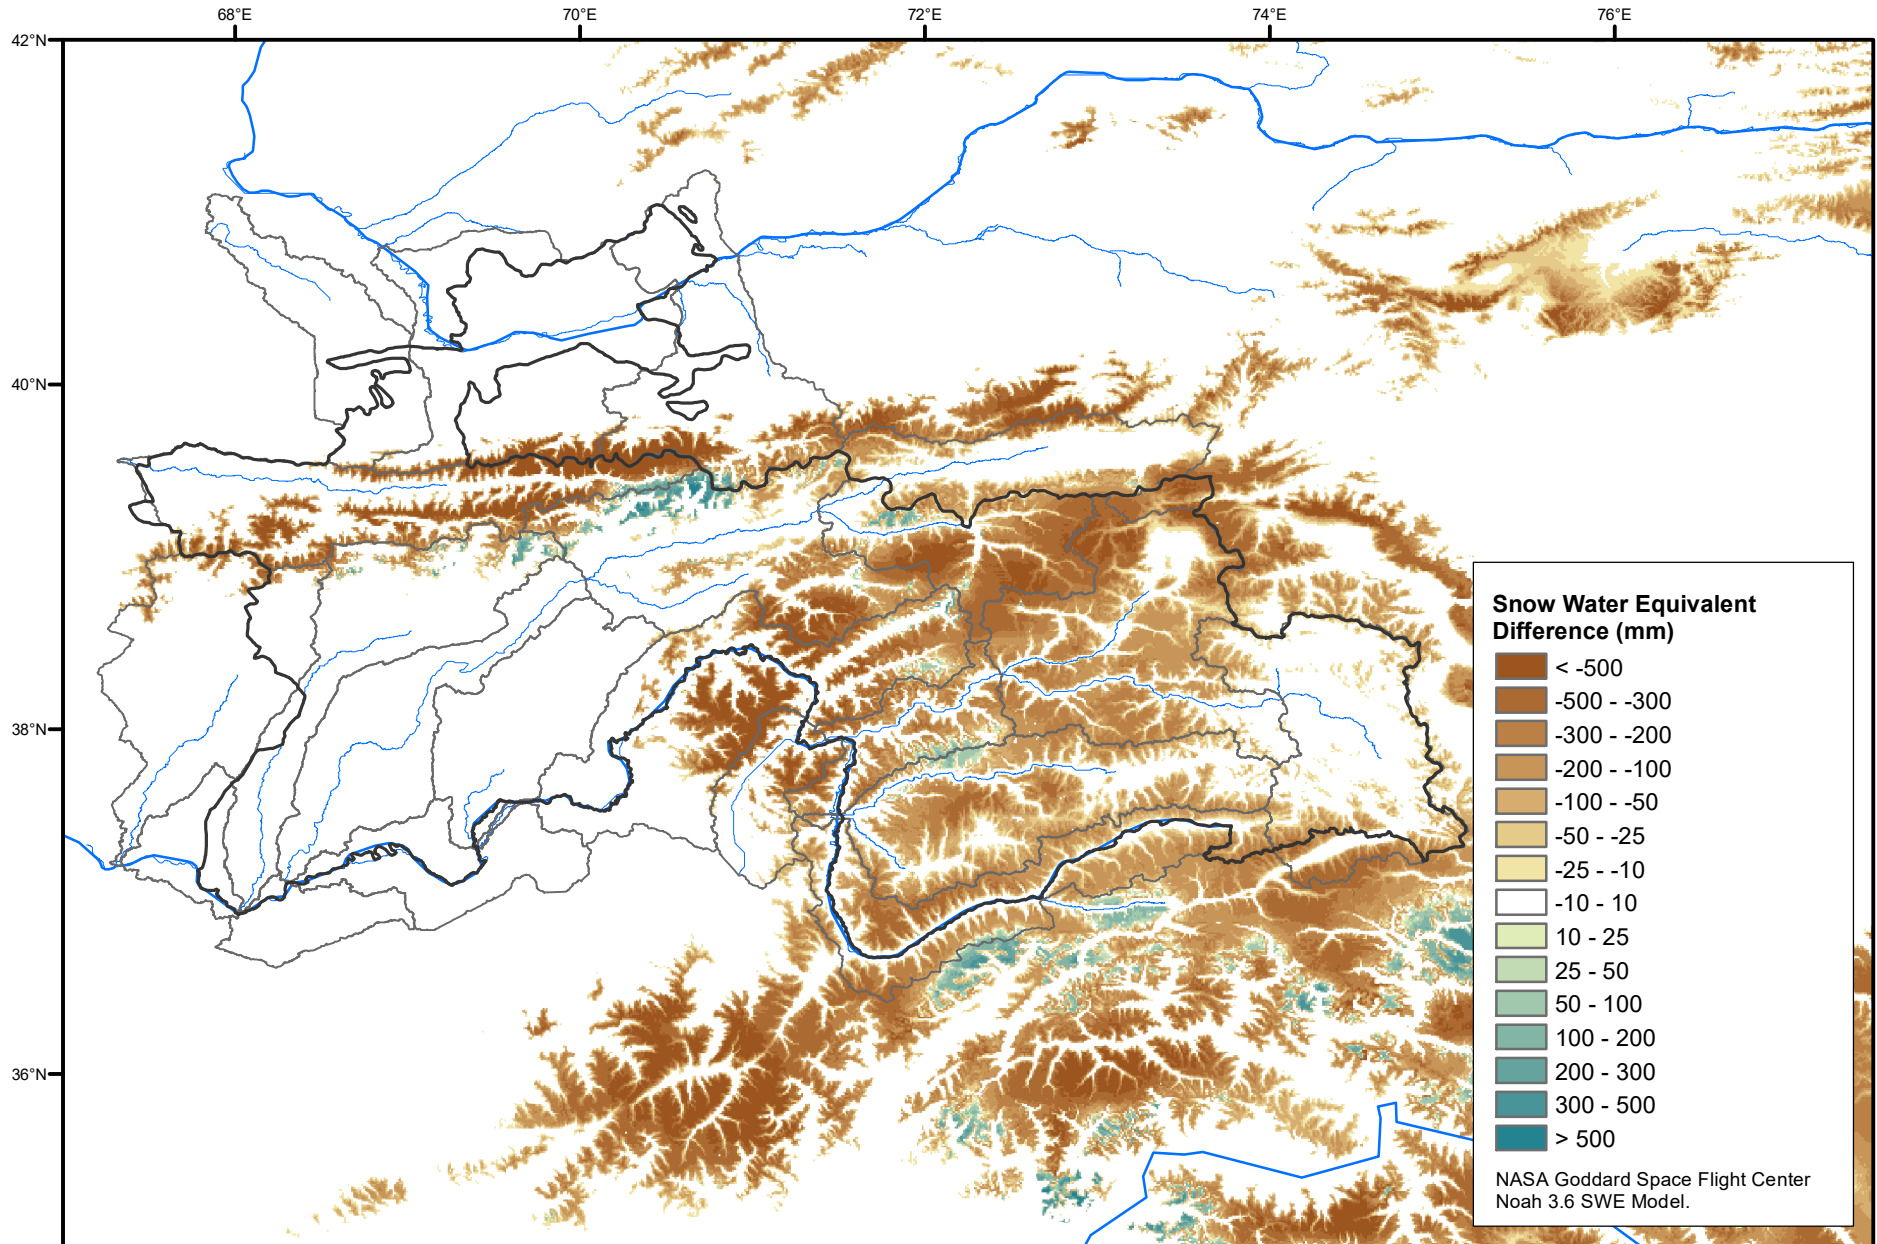 68°E
70°E
72°E
74°E
76°E
42°N
40°N
38°N
36°N
Snow Water Equivalent
Difference (mm)
< -500
-500 - -300
-300 - -200
-200 - -100
-100 - -50
-50 - -25
-25 - -10
-10 - 10
10 - 25
25 - 50
50 - 100
100 - 200
200 - 300
300 - 500
> 500
NASA Goddard Space Flight Center
Noah 3.6 SWE Model.